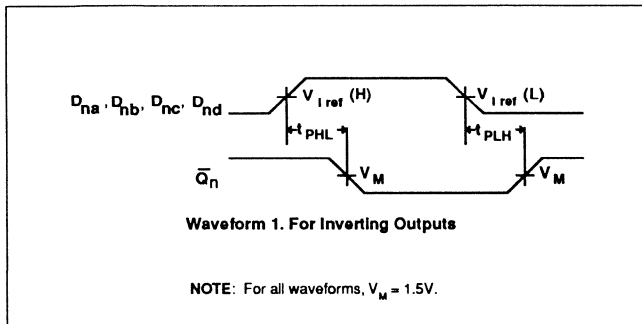 Dna, Dnb, Dnc, Dnd
VI ref (H)
VI ref (L)
tPHL
tPLH
Q̅n
VM
VM
Waveform 1. For Inverting Outputs
NOTE: For all waveforms, VM = 1.5V.